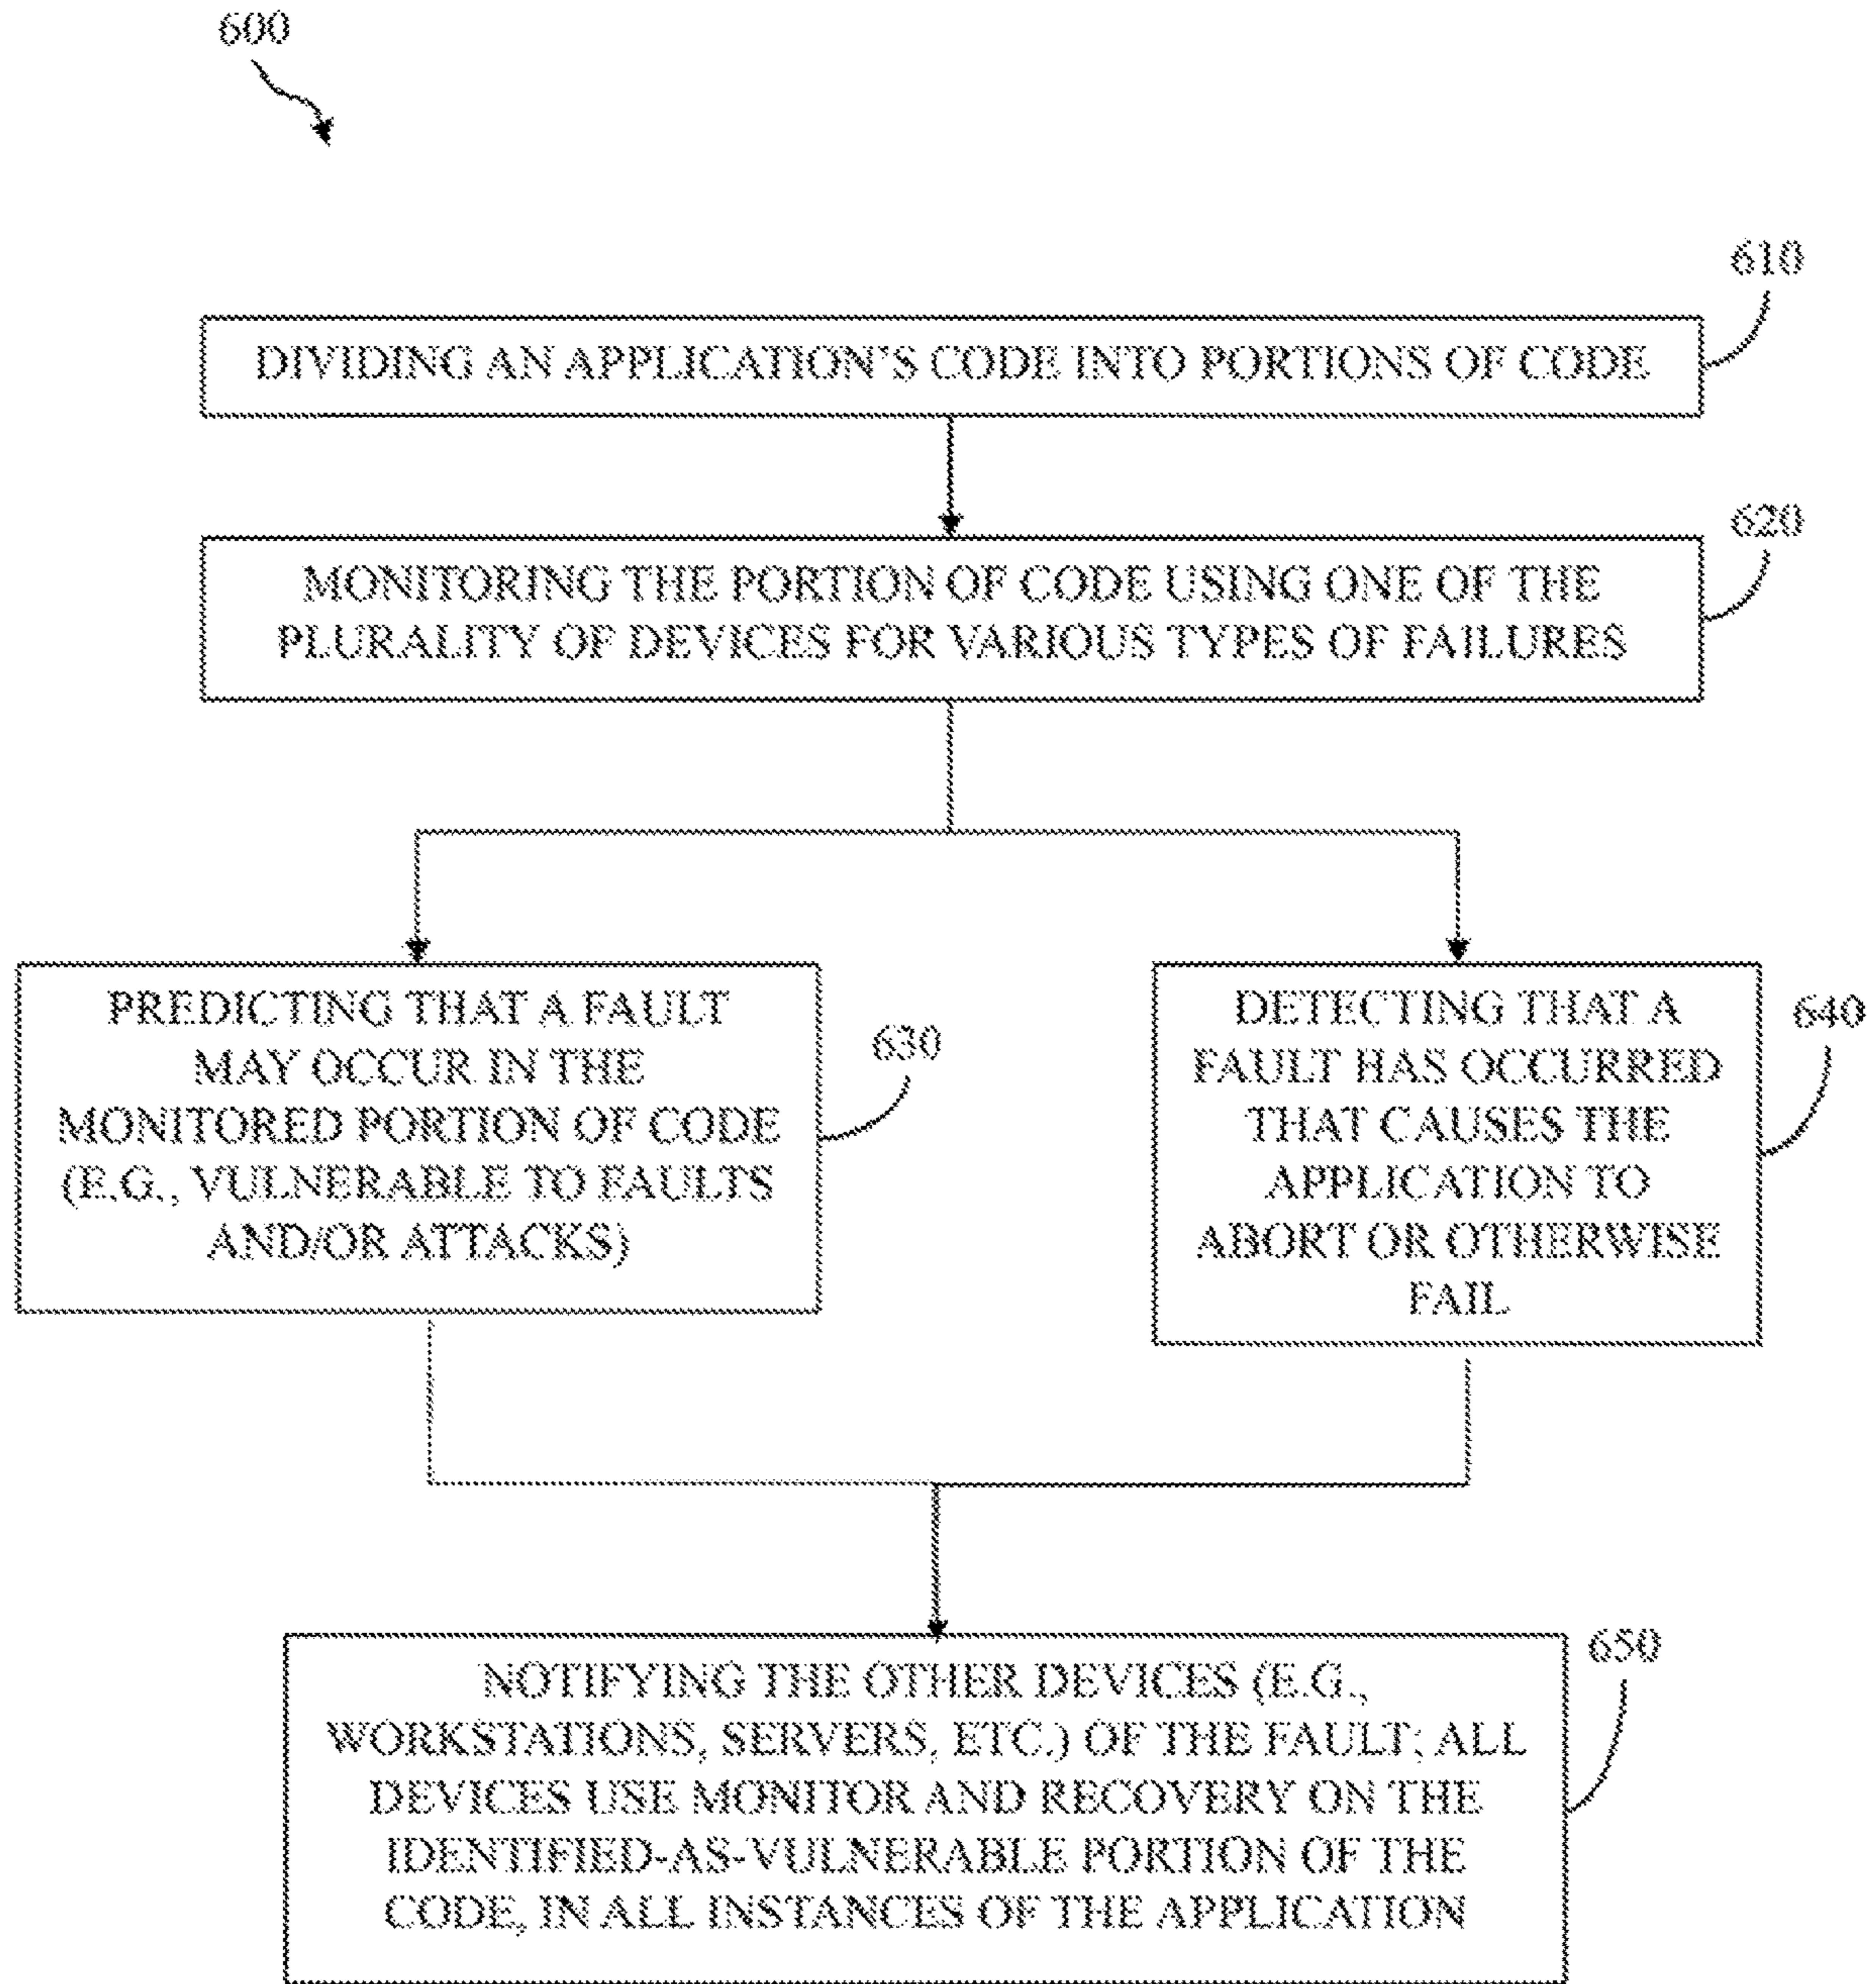 600
610
DIVIDING AN APPLICATION'S CODE INTO PORTIONS OF CODE
620
MONITORING THE PORTION OF CODE USING ONE OF THE
PLURALITY OF DEVICES FOR VARIOUS TYPES OF FAILURES
630
PREDICTING THAT A FAULT
MAY OCCUR IN THE
MONITORED PORTION OF CODE
(E.G., VULNERABLE TO FAULTS
AND/OR ATTACKS)
640
DETECTING THAT A
FAULT HAS OCCURRED
THAT CAUSES THE
APPLICATION TO
ABORT OR OTHERWISE
FAIL
650
NOTIFYING THE OTHER DEVICES (E.G.,
WORKSTATIONS, SERVERS, ETC.) OF THE FAULT; ALL
DEVICES USE MONITOR AND RECOVERY ON THE
IDENTIFIED-AS-VULNERABLE PORTION OF THE
CODE, IN ALL INSTANCES OF THE APPLICATION